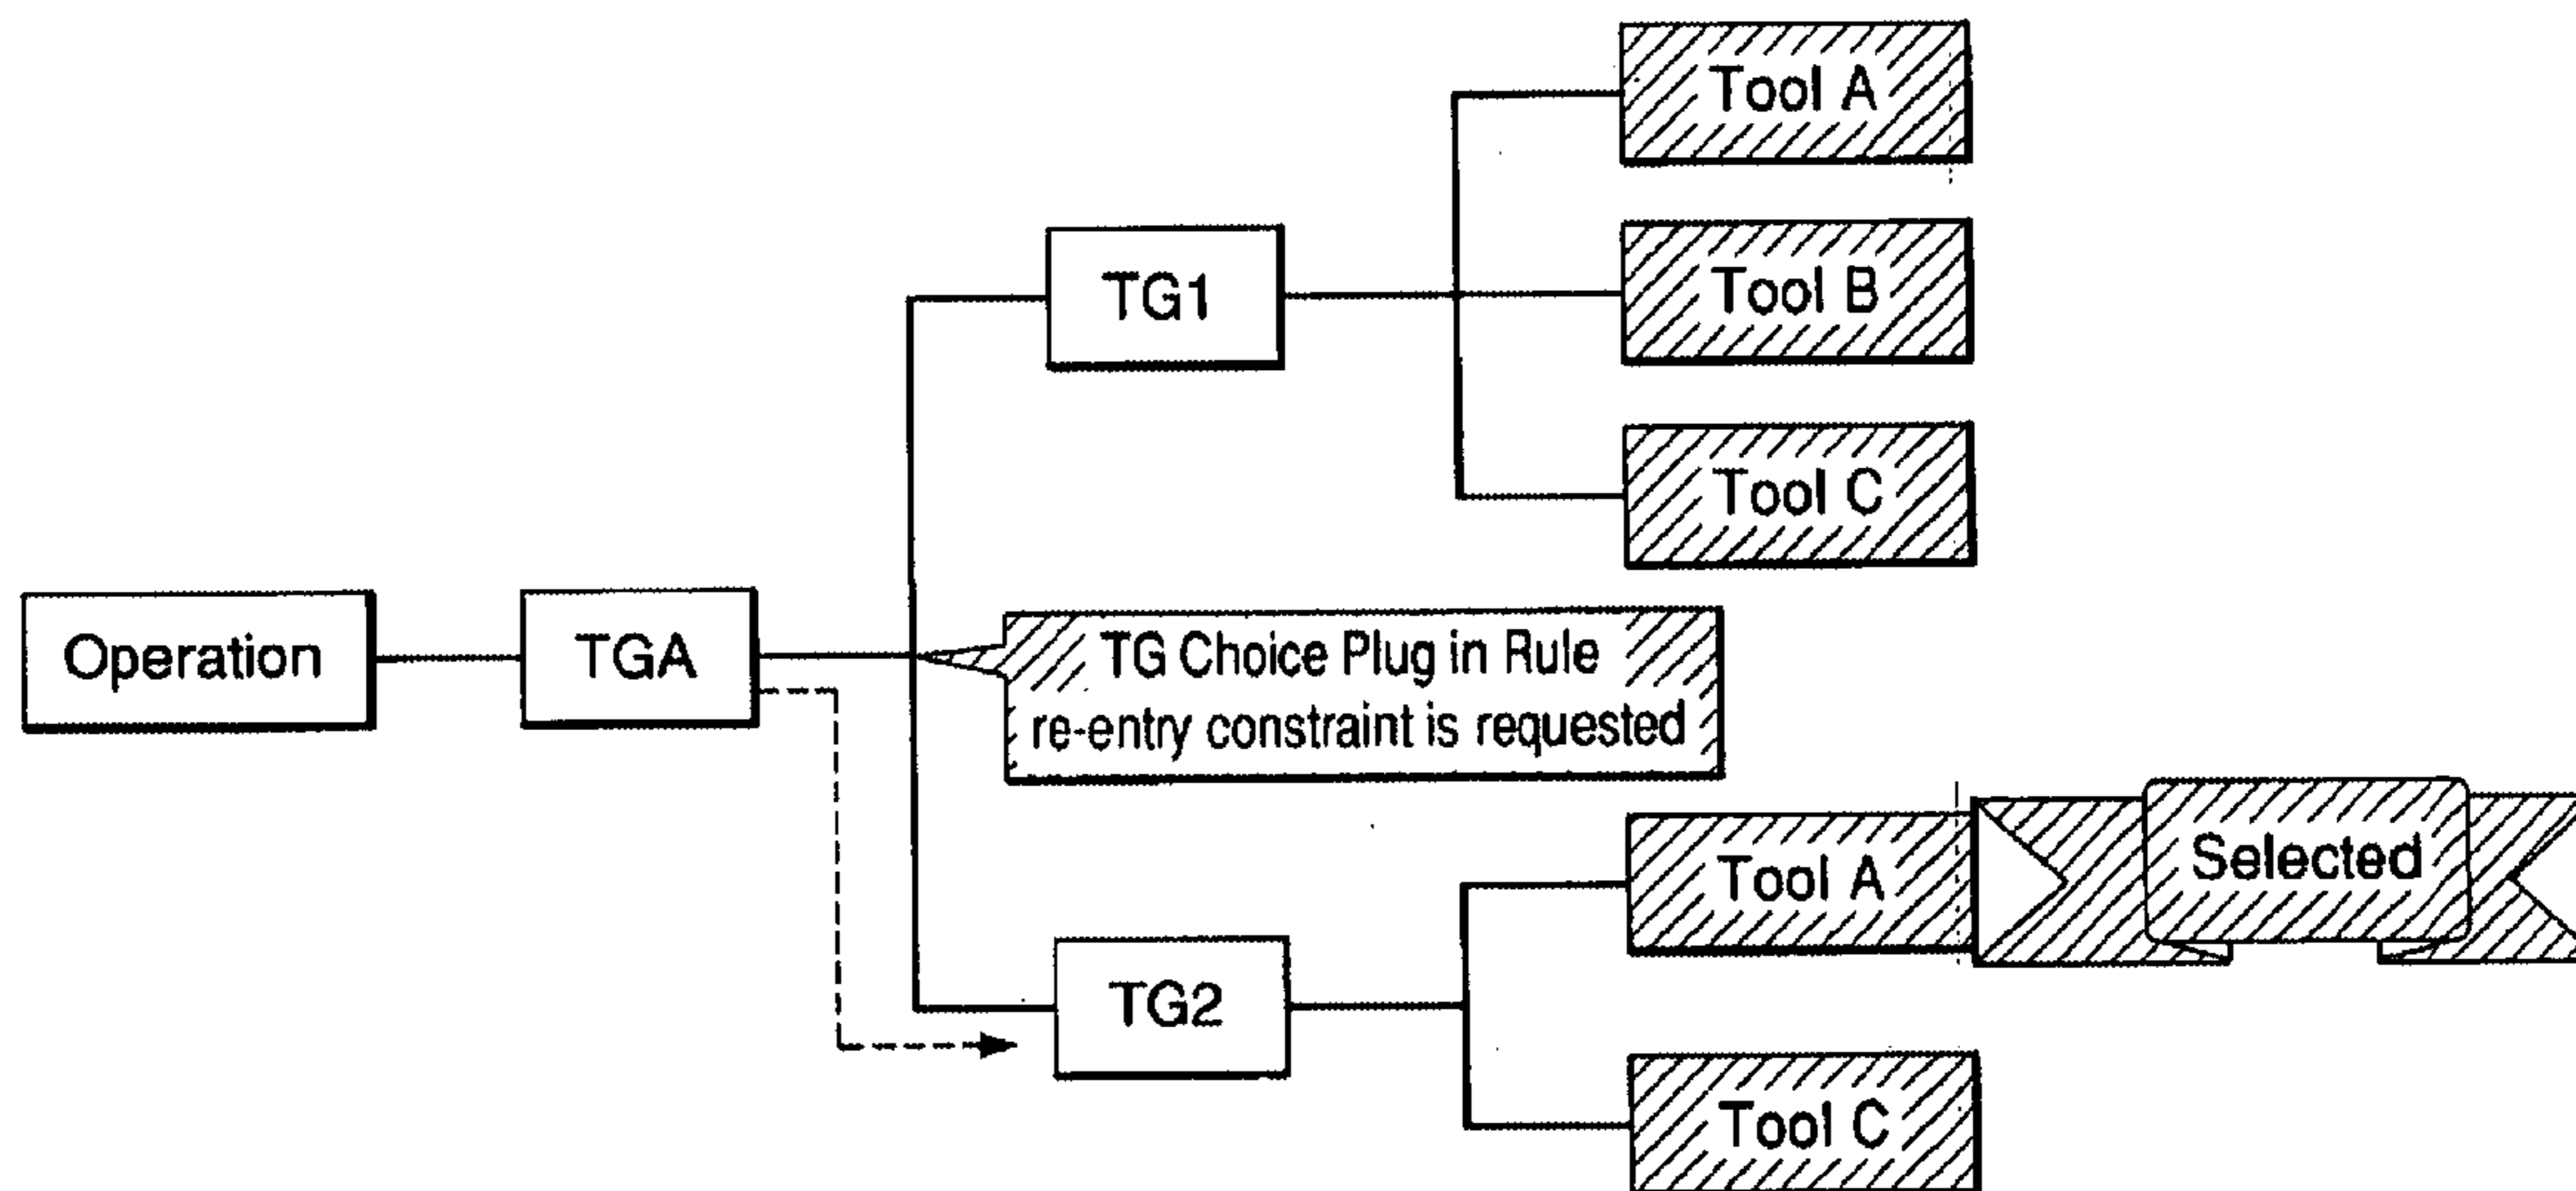 Tool A
TG1
Tool B
Tool C
Operation
TGA
TG Choice Plug in Rule
re-entry constraint is requested
Tool A
Selected
TG2
Tool C